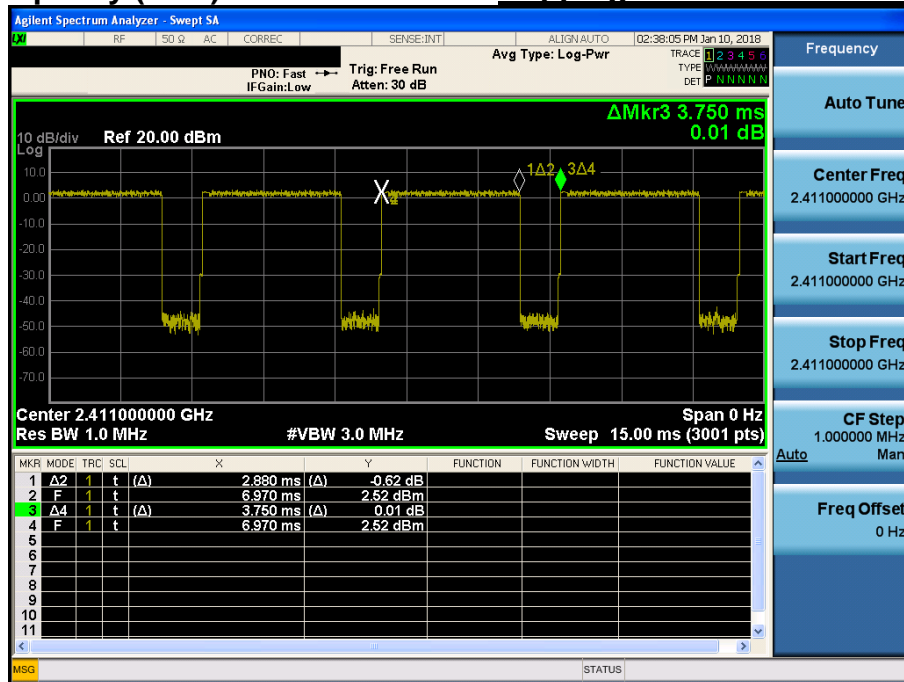 Agilent Spectrum Analyzer - Swept SA
LXI RF 50 Ω AC CORREC SENSE:INT ALIGN AUTO 02:38:05 PM Jan 10, 2018
Frequency
Avg Type: Log-Pwr
TRACE 1 2 3 4 5 6
TYPE WWWWWW
DET P N N N N N
PNO: Fast Trig: Free Run
IFGain:Low Atten: 30 dB
Auto Tune
ΔMkr3 3.750 ms
0.01 dB
10 dB/div Ref 20.00 dBm
Log
10.0
0.00
-10.0
-20.0
-30.0
-40.0
-50.0
-60.0
-70.0
1Δ2 3Δ4
X
Center Freq
2.411000000 GHz
Start Freq
2.411000000 GHz
Stop Freq
2.411000000 GHz
Center 2.411000000 GHz Span 0 Hz
Res BW 1.0 MHz #VBW 3.0 MHz Sweep 15.00 ms (3001 pts)
CF Step
1.000000 MHz
Auto Man
MKR MODE TRC SCL X Y FUNCTION FUNCTION WIDTH FUNCTION VALUE
1 Δ2 1 t (Δ) 2.880 ms (Δ) -0.62 dB
2 F 1 t 6.970 ms 2.52 dBm
3 Δ4 1 t (Δ) 3.750 ms (Δ) 0.01 dB
4 F 1 t 6.970 ms 2.52 dBm
5
6
7
8
9
10
11
Freq Offset
0 Hz
MSG STATUS